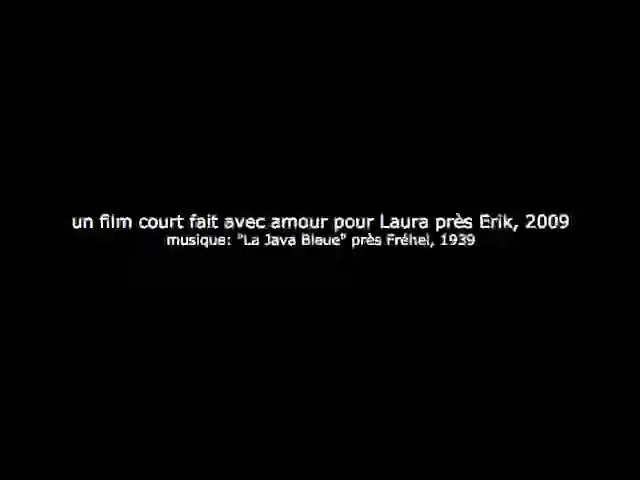 un film court fait avec amour pour Laura près Erik, 2009
musique: "La Java Bleue" près Fréhel, 1939